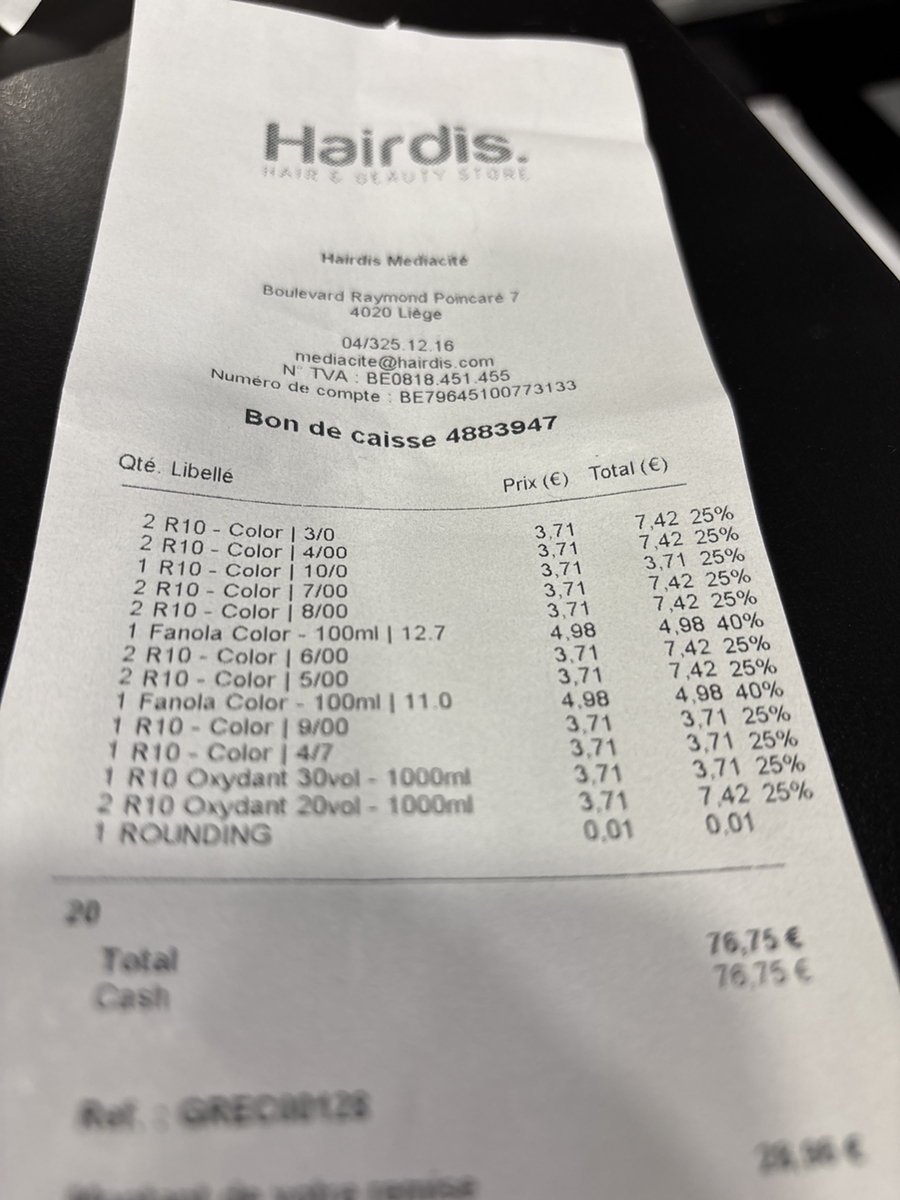 Hairdis.
HAIR & BEAUTY STORE
Hairdis Mediacité
Boulevard Raymond Poincaré 7
4020 Liège
04/325.12.16
mediacite@hairdis.com
N° TVA : BE0818.451.455
Numéro de compte : BE79645100773133
Bon de caisse 4883947
Qté. Libellé Prix (€) Total (€)
2 R10 - Color | 3/0 3,71 7,42 25%
2 R10 - Color | 4/00 3,71 7,42 25%
1 R10 - Color | 10/0 3,71 3,71 25%
2 R10 - Color | 7/00 3,71 7,42 25%
2 R10 - Color | 8/00 3,71 7,42 25%
1 Fanola Color - 100ml | 12.7 4,98 4,98 40%
2 R10 - Color | 6/00 3,71 7,42 25%
2 R10 - Color | 5/00 3,71 7,42 25%
1 Fanola Color - 100ml | 11.0 4,98 4,98 40%
1 R10 - Color | 9/00 3,71 3,71 25%
1 R10 - Color | 4/7 3,71 3,71 25%
1 R10 Oxydant 30vol - 1000ml 3,71 3,71 25%
2 R10 Oxydant 20vol - 1000ml 3,71 7,42 25%
1 ROUNDING 0,01 0,01
20
Total 76,75 €
Cash 76,75 €
Ref. : GREC00128
Montant de votre remise